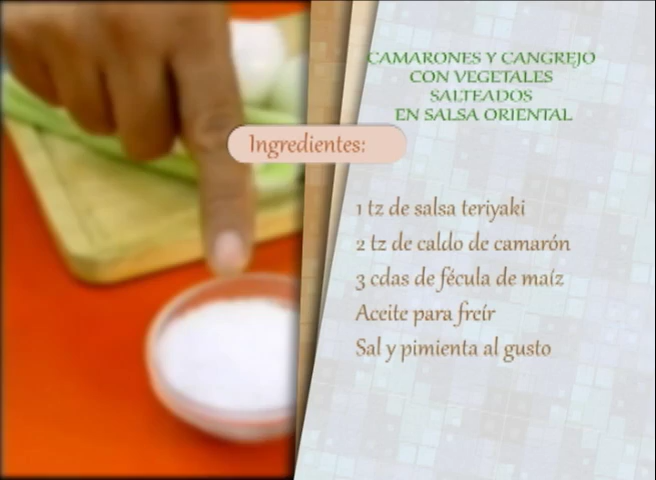 CAMARONES Y CANGREJO
CON VEGETALES
SALTEADOS
EN SALSA ORIENTAL
Ingredientes:
1 tz de salsa teriyaki
2 tz de caldo de camarón
3 cdas de fécula de maíz
Aceite para freír
Sal y pimienta al gusto